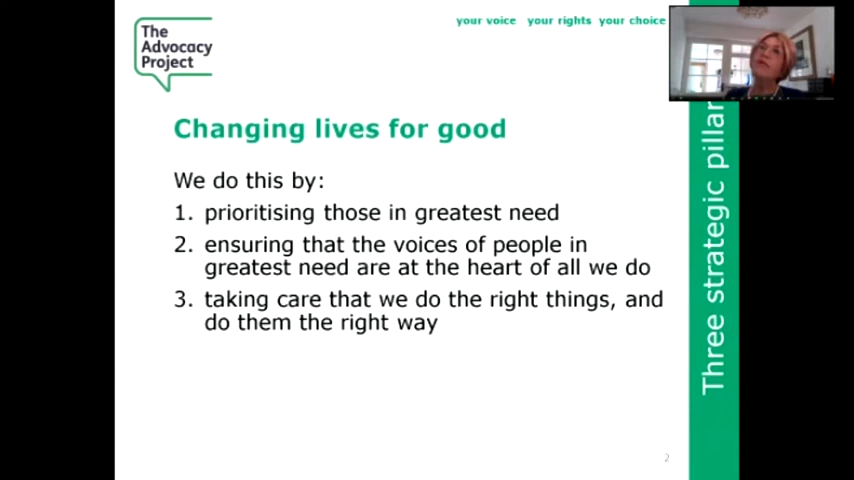 The
Advocacy
Project
your voice your rights your choice
Changing lives for good
We do this by:
1. prioritising those in greatest need
2. ensuring that the voices of people in
greatest need are at the heart of all we do
3. taking care that we do the right things, and
do them the right way
Three strategic pillar
2